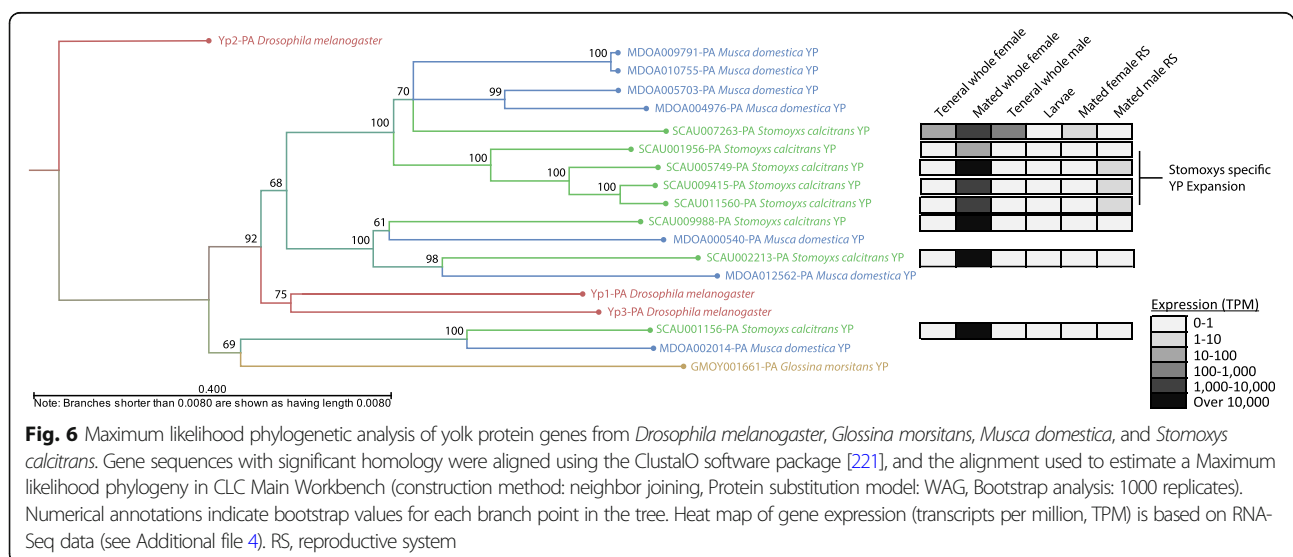 Yp2-PA Drosophila melanogaster
100
MDOA009791-PA Musca domestica YP
MDOA010755-PA Musca domestica YP
70
99
MDOA005703-PA Musca domestica YP
MDOA004976-PA Musca domestica YP
100
SCAU007263-PA Stomoyxs calcitrans YP
100
SCAU001956-PA Stomoyxs calcitrans YP
100
SCAU005749-PA Stomoyxs calcitrans YP
100
SCAU009415-PA Stomoyxs calcitrans YP
SCAU011560-PA Stomoyxs calcitrans YP
68
61
SCAU009988-PA Stomoyxs calcitrans YP
100
MDOA000540-PA Musca domestica YP
92
98
SCAU002213-PA Stomoyxs calcitrans YP
MDOA012562-PA Musca domestica YP
75
Yp1-PA Drosophila melanogaster
Yp3-PA Drosophila melanogaster
100
SCAU001156-PA Stomoyxs calcitrans YP
69
MDOA002014-PA Musca domestica YP
GMOY001661-PA Glossina morsitans YP
0.400
Note: Branches shorter than 0.0080 are shown as having length 0.0080
Teneral whole female
Mated whole female
Teneral whole male
Larvae
Mated female RS
Mated male RS
Stomoxys specific
YP Expansion
Expression (TPM)
0-1
1-10
10-100
100-1,000
1,000-10,000
Over 10,000
Fig. 6 Maximum likelihood phylogenetic analysis of yolk protein genes from Drosophila melanogaster, Glossina morsitans, Musca domestica, and Stomoxys
calcitrans. Gene sequences with significant homology were aligned using the ClustalO software package [221], and the alignment used to estimate a Maximum
likelihood phylogeny in CLC Main Workbench (construction method: neighbor joining, Protein substitution model: WAG, Bootstrap analysis: 1000 replicates).
Numerical annotations indicate bootstrap values for each branch point in the tree. Heat map of gene expression (transcripts per million, TPM) is based on RNA-
Seq data (see Additional file 4). RS, reproductive system